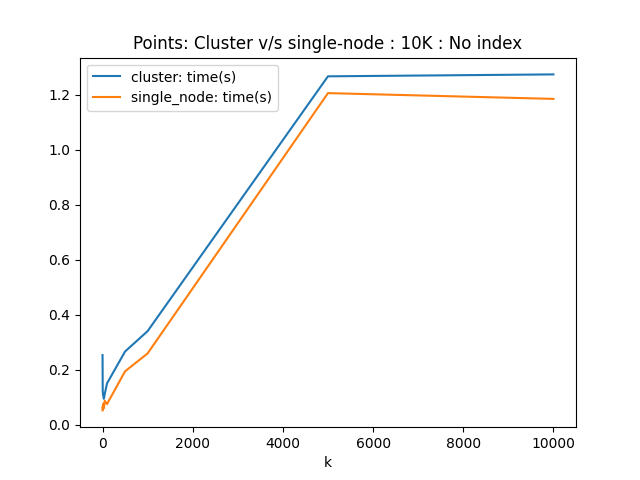 Points: Cluster v/s single-node : 10K : No index
cluster: time(s)
single_node: time(s)
1.2
1.0
0.8
0.6
0.4
0.2
0.0
0 2000 4000 6000 8000 10000
k